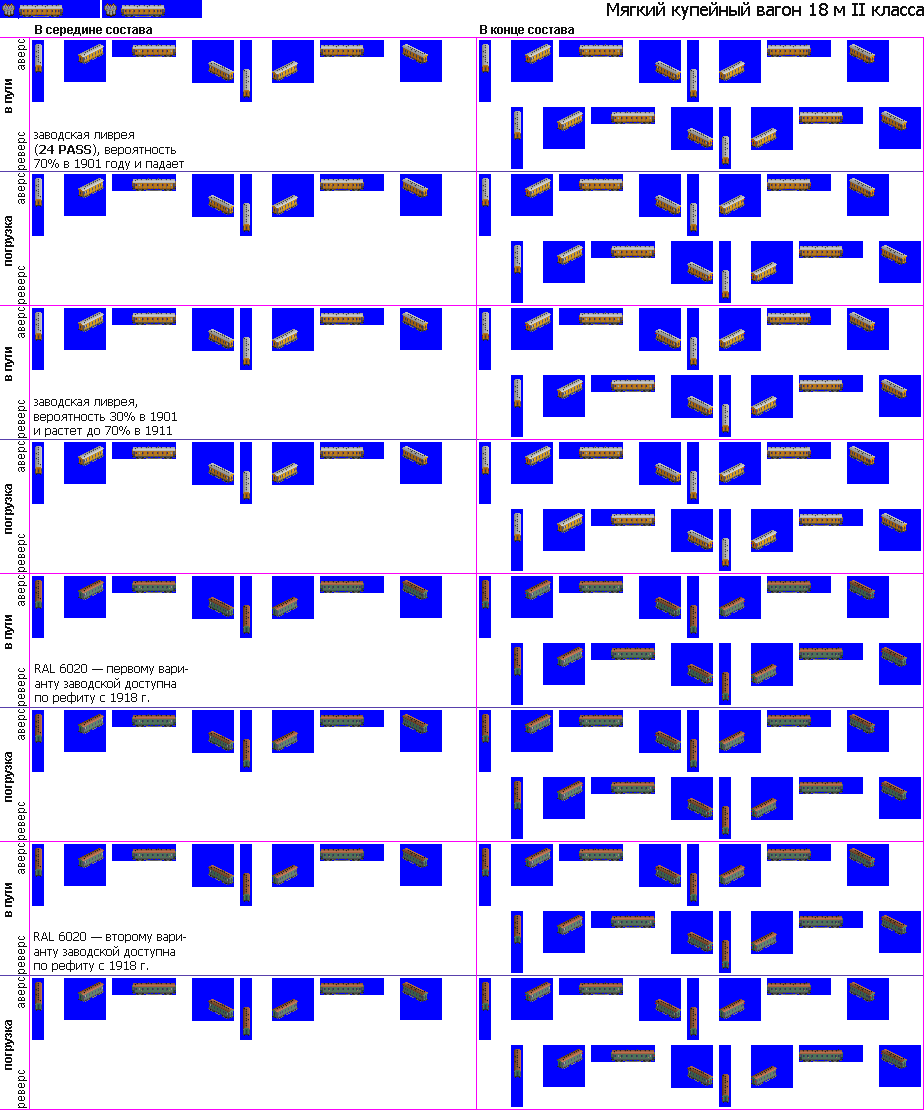 Мягкий купейный вагон 18 м II класса
В середине состава
В конце состава
в пути
аверс
реверс
заводская ливрея
(24 PASS), вероятность
70% в 1901 году и падает
погрузка
аверс
реверс
в пути
аверс
реверс
заводская ливрея,
вероятность 30% в 1901
и растет до 70% в 1911
погрузка
аверс
реверс
в пути
аверс
реверс
RAL 6020 — первому вари-
анту заводской доступна
по рефиту с 1918 г.
погрузка
аверс
реверс
в пути
аверс
реверс
RAL 6020 — второму вари-
анту заводской доступна
по рефиту с 1918 г.
погрузка
аверс
реверс